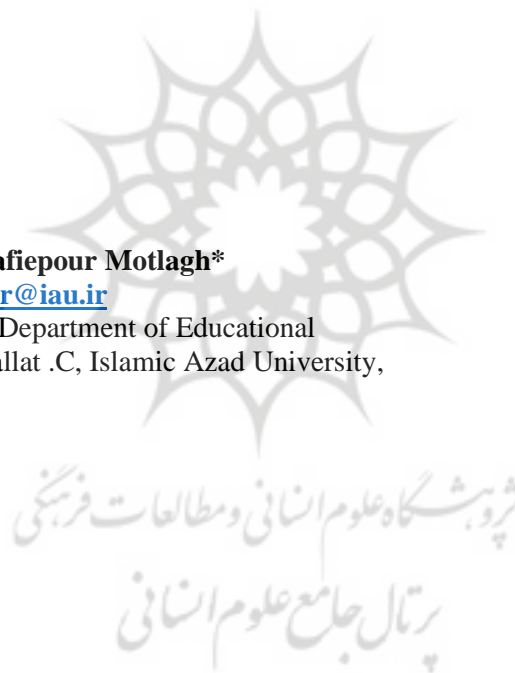 afiepour Motlagh*
r@iau.ir
Department of Educational
allat .C, Islamic Azad University,
پژوهشگاه علوم انسانی و مطالعات فرهنگی
پرتال جامع علوم انسانی